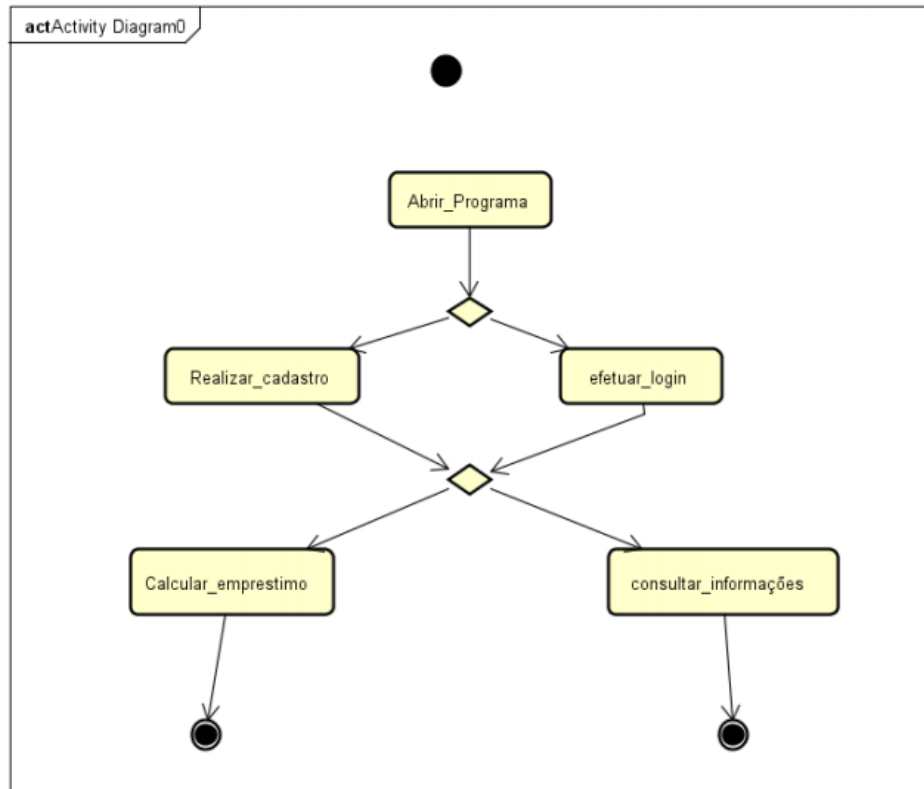 actActivity Diagram0
Abrir_Programa
Realizar_cadastro
efetuar_login
Calcular_emprestimo
consultar_informações